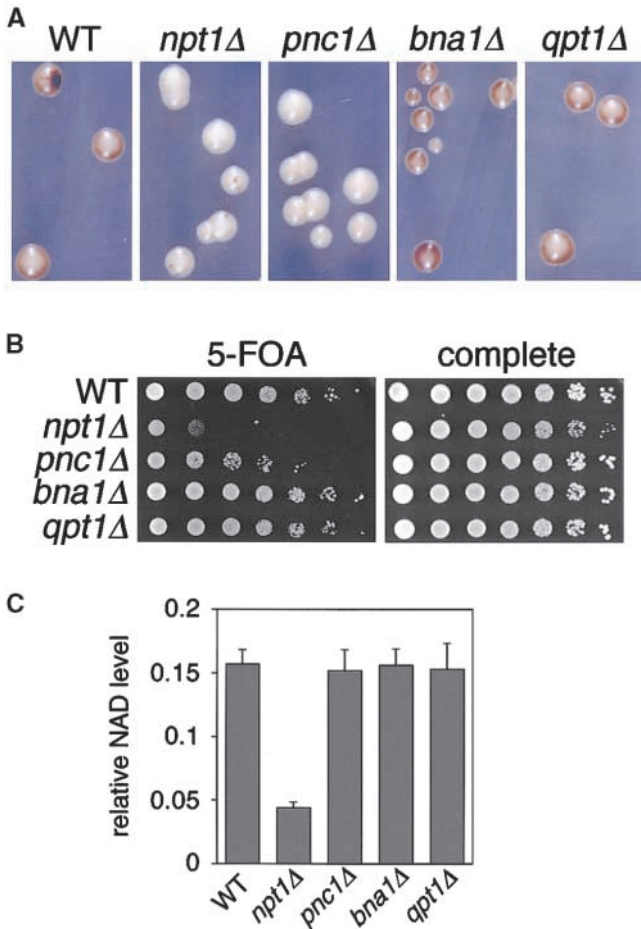 A
WT npt1Δ pnc1Δ bna1Δ qpt1Δ
B
5-FOA complete
WT
npt1Δ
pnc1Δ
bna1Δ
qpt1Δ
C
relative NAD level
0.2
0.15
0.1
0.05
0
WT npt1Δ pnc1Δ bna1Δ qpt1Δ